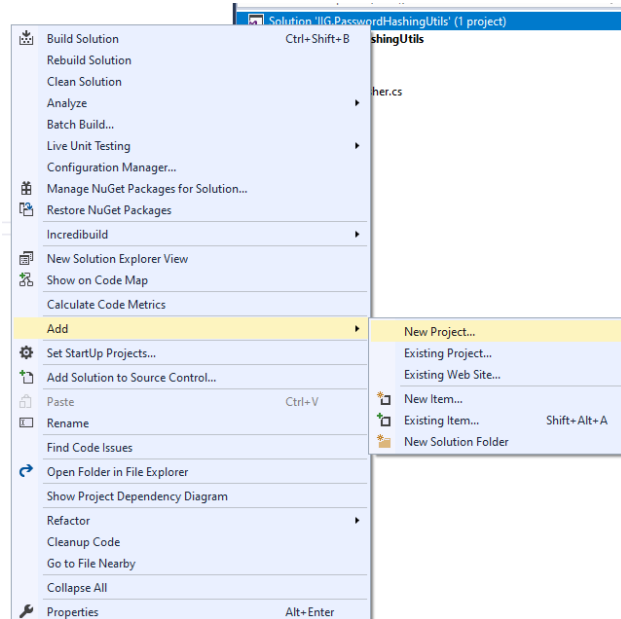 Solution 'IIG.PasswordHashingUtils' (1 project)
shingUtils
her.cs
Build Solution Ctrl+Shift+B
Rebuild Solution
Clean Solution
Analyze
Batch Build...
Live Unit Testing
Configuration Manager...
Manage NuGet Packages for Solution...
Restore NuGet Packages
Incredibuild
New Solution Explorer View
Show on Code Map
Calculate Code Metrics
Add
Set StartUp Projects...
Add Solution to Source Control...
Paste Ctrl+V
Rename
Find Code Issues
Open Folder in File Explorer
Show Project Dependency Diagram
Refactor
Cleanup Code
Go to File Nearby
Collapse All
Properties Alt+Enter
New Project...
Existing Project...
Existing Web Site...
New Item...
Existing Item... Shift+Alt+A
New Solution Folder